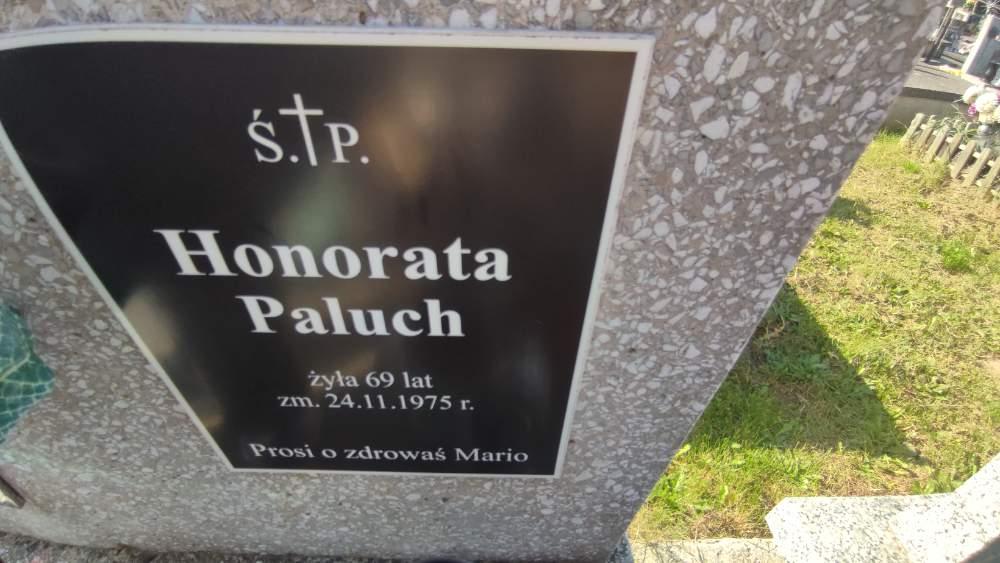 Ś.†P.
Honorata
Paluch
żyła 69 lat
zm. 24.11.1975 r.
Prosi o zdrowaś Mario